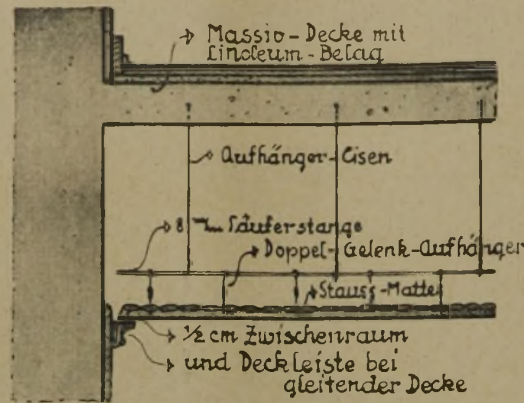 Massiv-Decke mit
Linoleum-Belag
Aufhänger-Eisen
8 m/m Läuferstange
Doppel-Gelenk-Aufhänger
Stauss-Matte
½ cm Zwischenraum
und Deckleiste bei
gleitender Decke